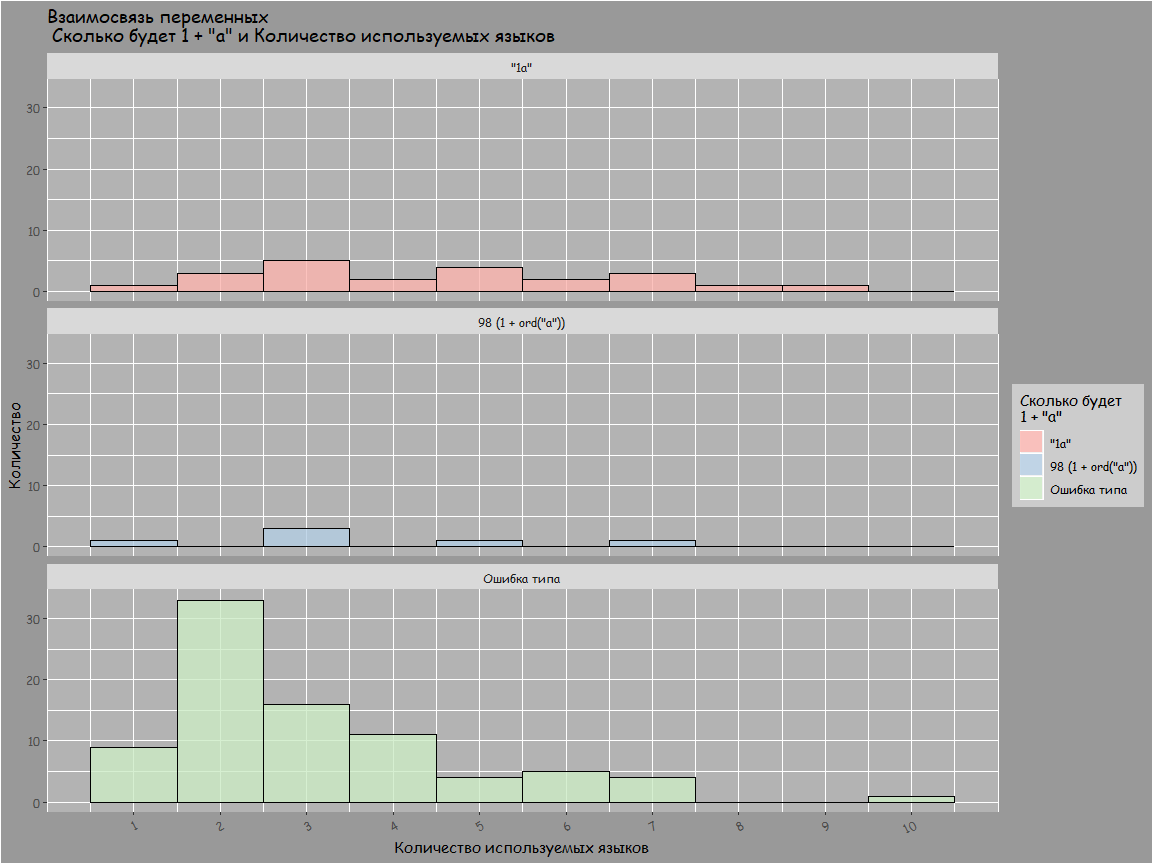 Взаимосвязь переменных
Сколько будет 1 + "a" и Количество используемых языков
"1a"
30
20
10
0
98 (1 + ord("a"))
30
20
10
0
Ошибка типа
30
20
10
0
Количество
1 2 3 4 5 6 7 8 9 10
Количество используемых языков
Сколько будет
1 + "a"
"1a"
98 (1 + ord("a"))
Ошибка типа